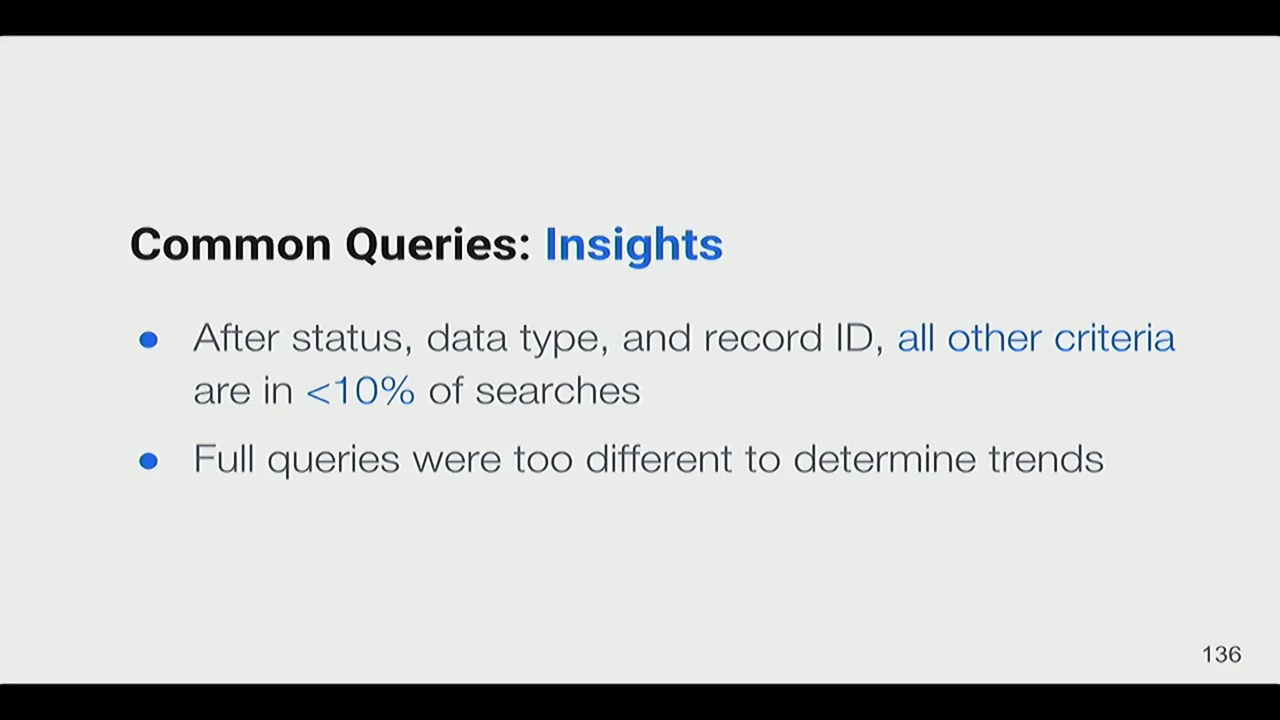 Common Queries: Insights
● After status, data type, and record ID, all other criteria
are in <10% of searches
● Full queries were too different to determine trends
136